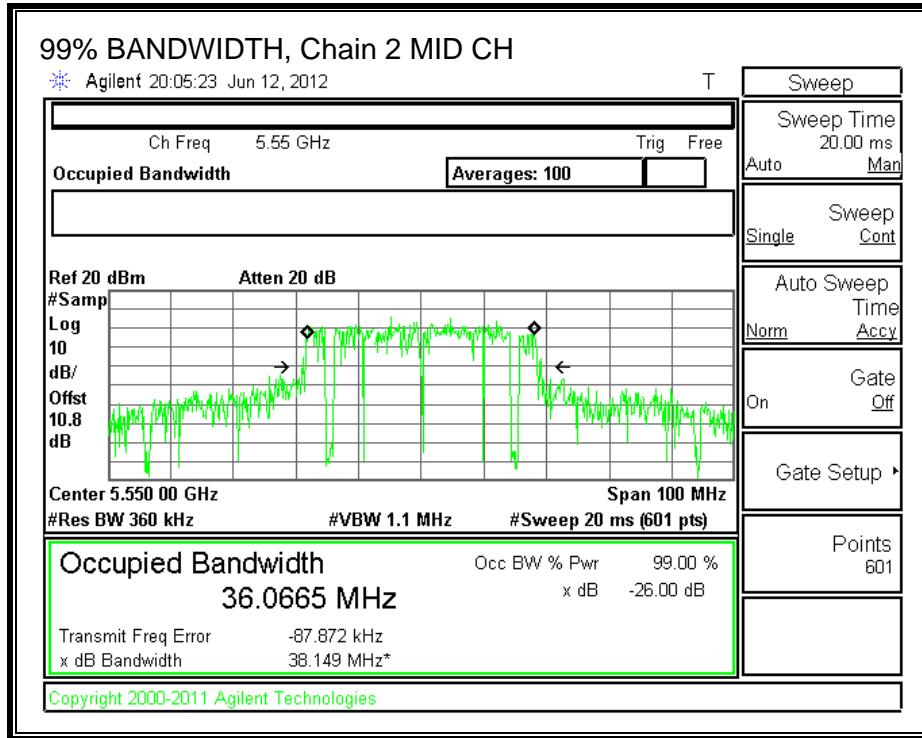 99% BANDWIDTH, Chain 2 MID CH
Agilent 20:05:23 Jun 12, 2012 T
Ch Freq 5.55 GHz Trig Free
Occupied Bandwidth Averages: 100
Ref 20 dBm Atten 20 dB
#Samp
Log
10
dB/
Offst
10.8
dB
Center 5.550 00 GHz Span 100 MHz
#Res BW 360 kHz #VBW 1.1 MHz #Sweep 20 ms (601 pts)
Occupied Bandwidth Occ BW % Pwr 99.00 %
36.0665 MHz x dB -26.00 dB
Transmit Freq Error -87.872 kHz
x dB Bandwidth 38.149 MHz*
Copyright 2000-2011 Agilent Technologies
Sweep
Sweep Time
20.00 ms
Auto Man
Sweep
Single Cont
Auto Sweep
Time
Norm Accy
Gate
On Off
Gate Setup
Points
601